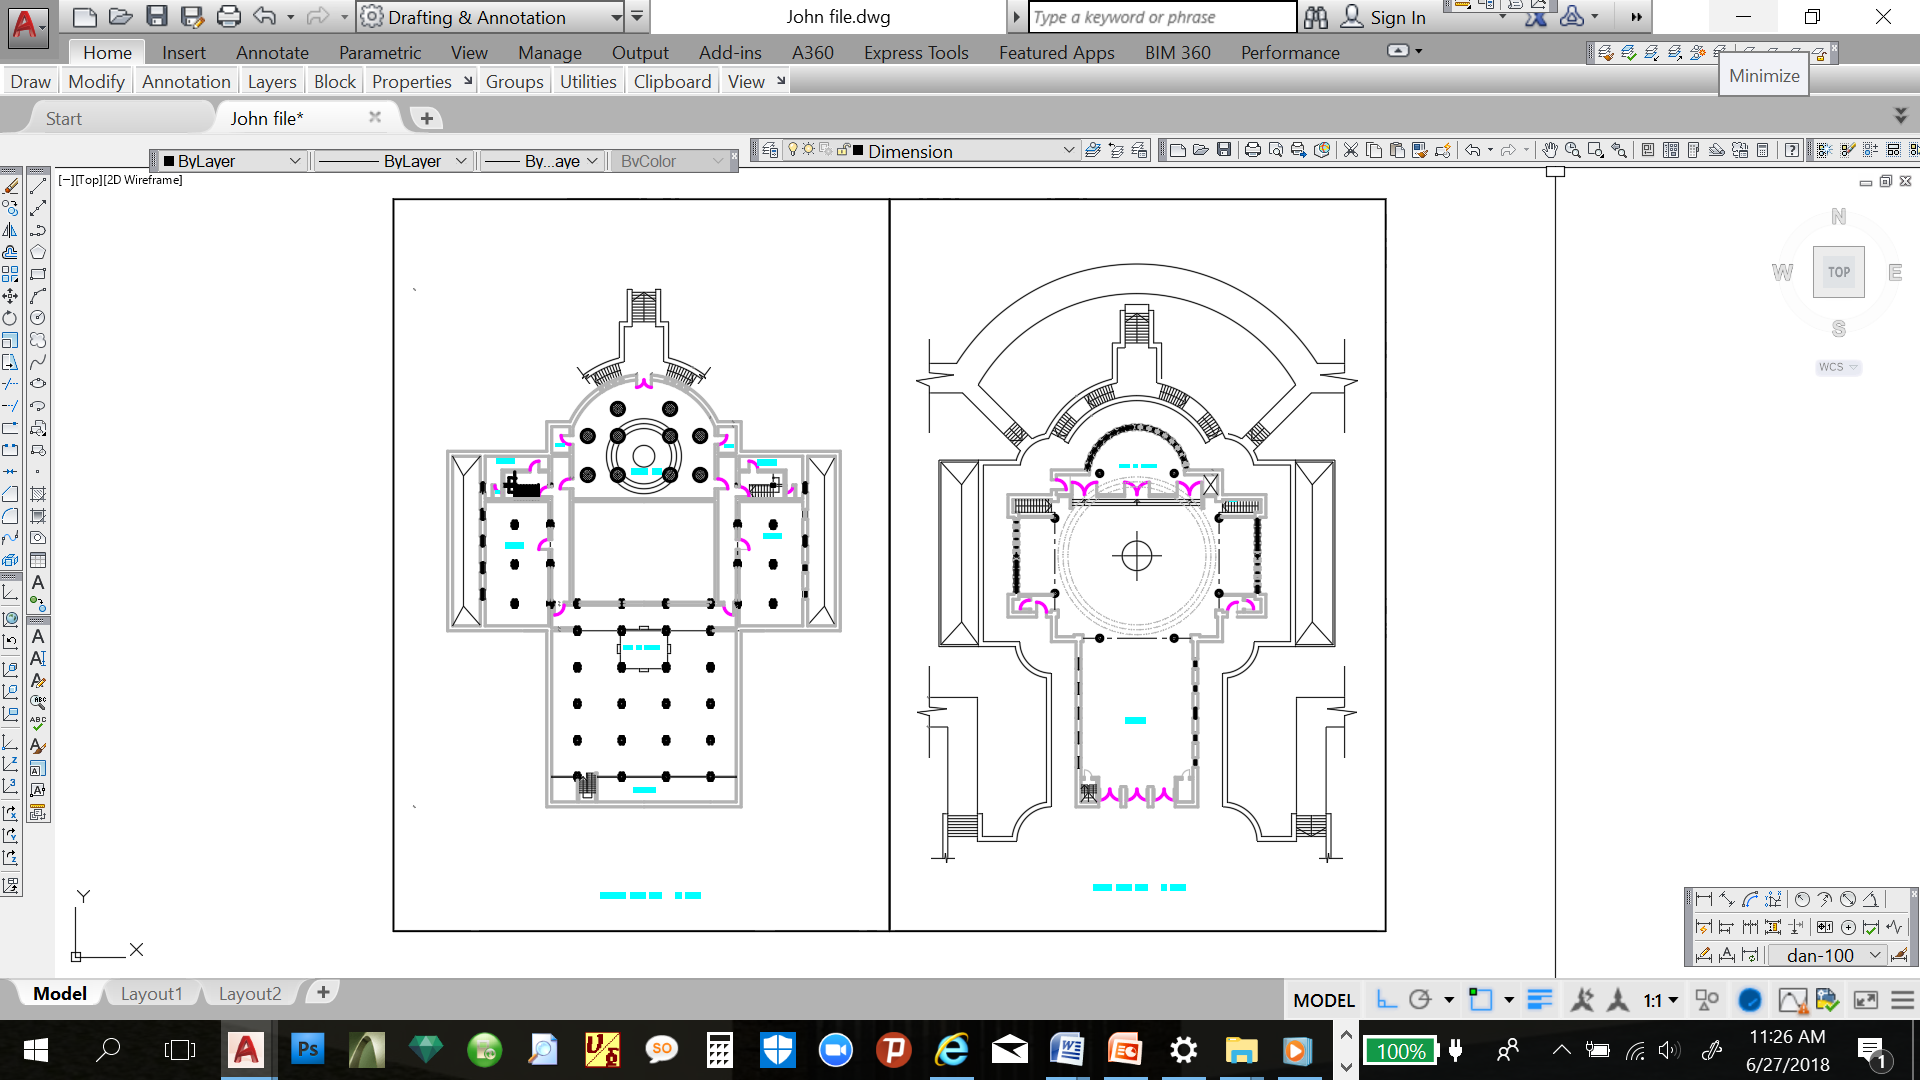 Drafting & Annotation
John file.dwg
Type a keyword or phrase
Sign In
Home Insert Annotate Parametric View Manage Output Add-ins A360 Express Tools Featured Apps BIM 360 Performance
Draw Modify Annotation Layers Block Properties Groups Utilities Clipboard View
Minimize
Start John file*
ByLayer ByLayer By...aye ByColor Dimension
[−][Top][2D Wireframe]
N
W TOP E
S
WCS
Y
X
dan-100
Model Layout1 Layout2
MODEL 1:1
100%
11:26 AM
6/27/2018
1